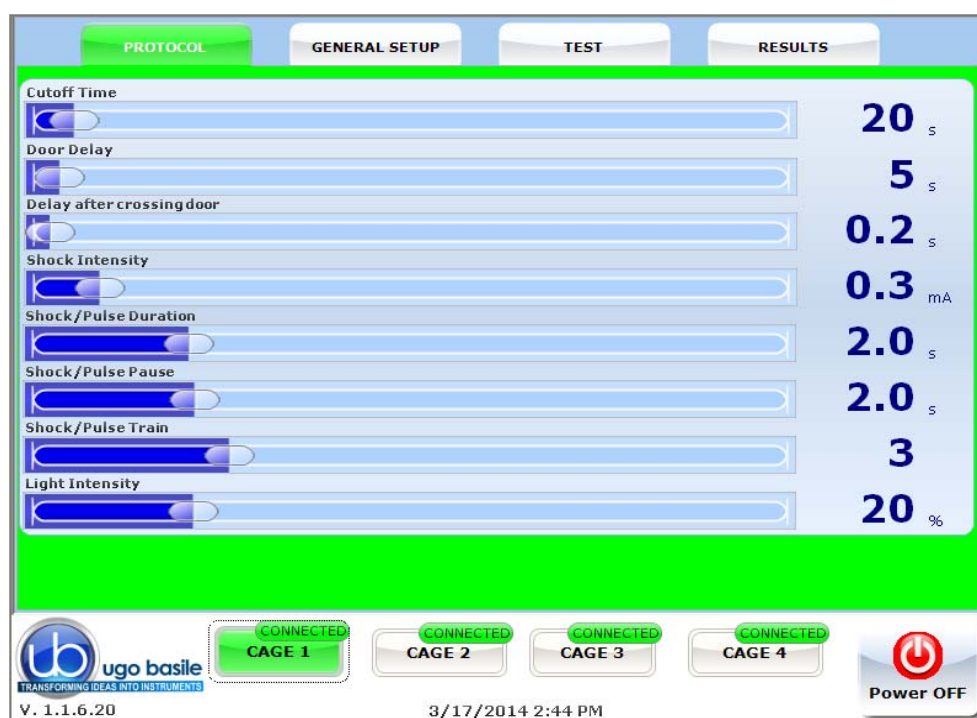 PROTOCOL GENERAL SETUP TEST RESULTS
Cutoff Time
20 s
Door Delay
5 s
Delay after crossing door
0.2 s
Shock Intensity
0.3 mA
Shock/Pulse Duration
2.0 s
Shock/Pulse Pause
2.0 s
Shock/Pulse Train
3
Light Intensity
20 %
CONNECTED CONNECTED CONNECTED CONNECTED
CAGE 1 CAGE 2 CAGE 3 CAGE 4
ub ugo basile
TRANSFORMING IDEAS INTO INSTRUMENTS
Power OFF
V. 1.1.6.20 3/17/2014 2:44 PM